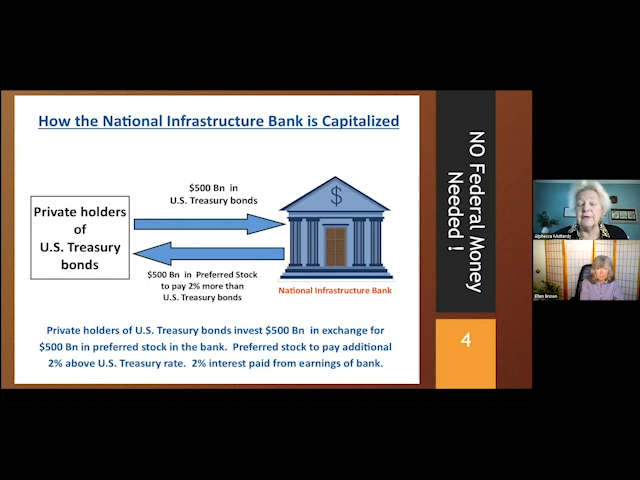 How the National Infrastructure Bank is Capitalized
$500 Bn in
U.S. Treasury bonds
Private holders
of
U.S. Treasury
bonds
$
$500 Bn in Preferred Stock
to pay 2% more than
U.S. Treasury bonds
National Infrastructure Bank
Private holders of U.S. Treasury bonds invest $500 Bn in exchange for
$500 Bn in preferred stock in the bank. Preferred stock to pay additional
2% above U.S. Treasury rate. 2% interest paid from earnings of bank.
NO Federal Money
Needed !
4
Alphecca Muttardy
Ellen Brown